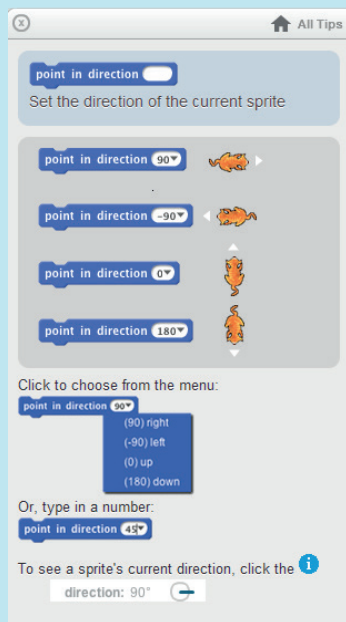 All Tips
point in direction
Set the direction of the current sprite
point in direction 90
point in direction -90
point in direction 0
point in direction 180
Click to choose from the menu:
point in direction 90
(90) right
(-90) left
(0) up
(180) down
Or, type in a number:
point in direction 45
To see a sprite's current direction, click the i
direction: 90°